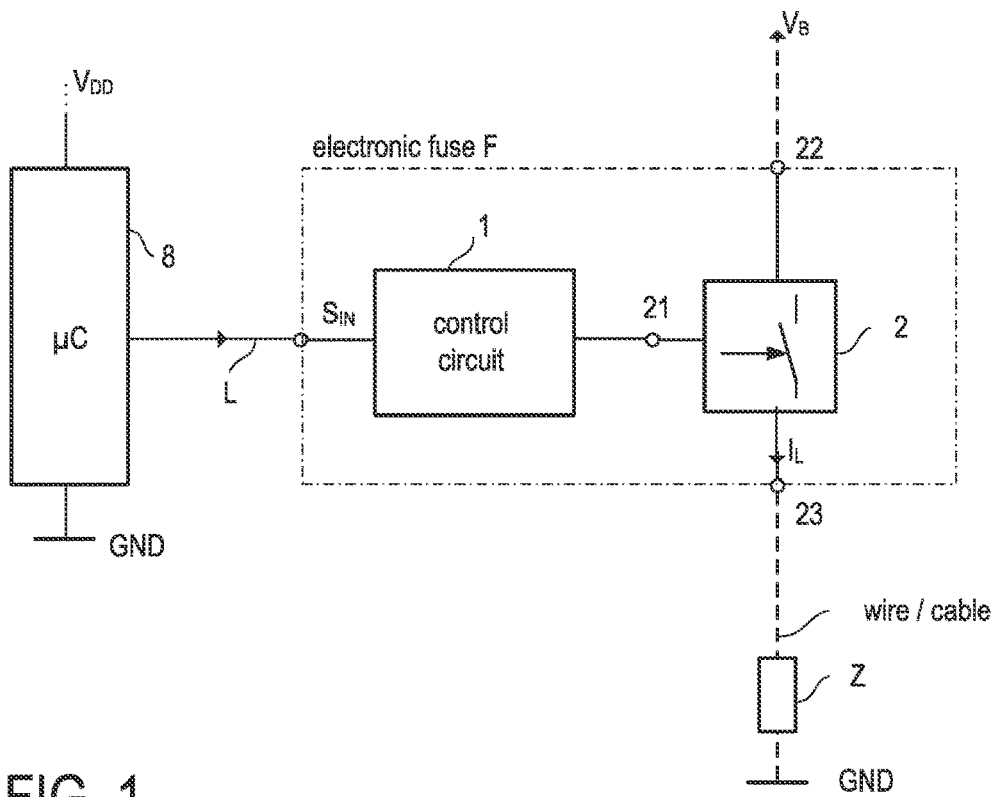 V_B
V_DD
electronic fuse F
22
1
8
S_IN
21
µC
control
circuit
2
L
I_L
23
GND
wire / cable
Z
FIG. 1
GND